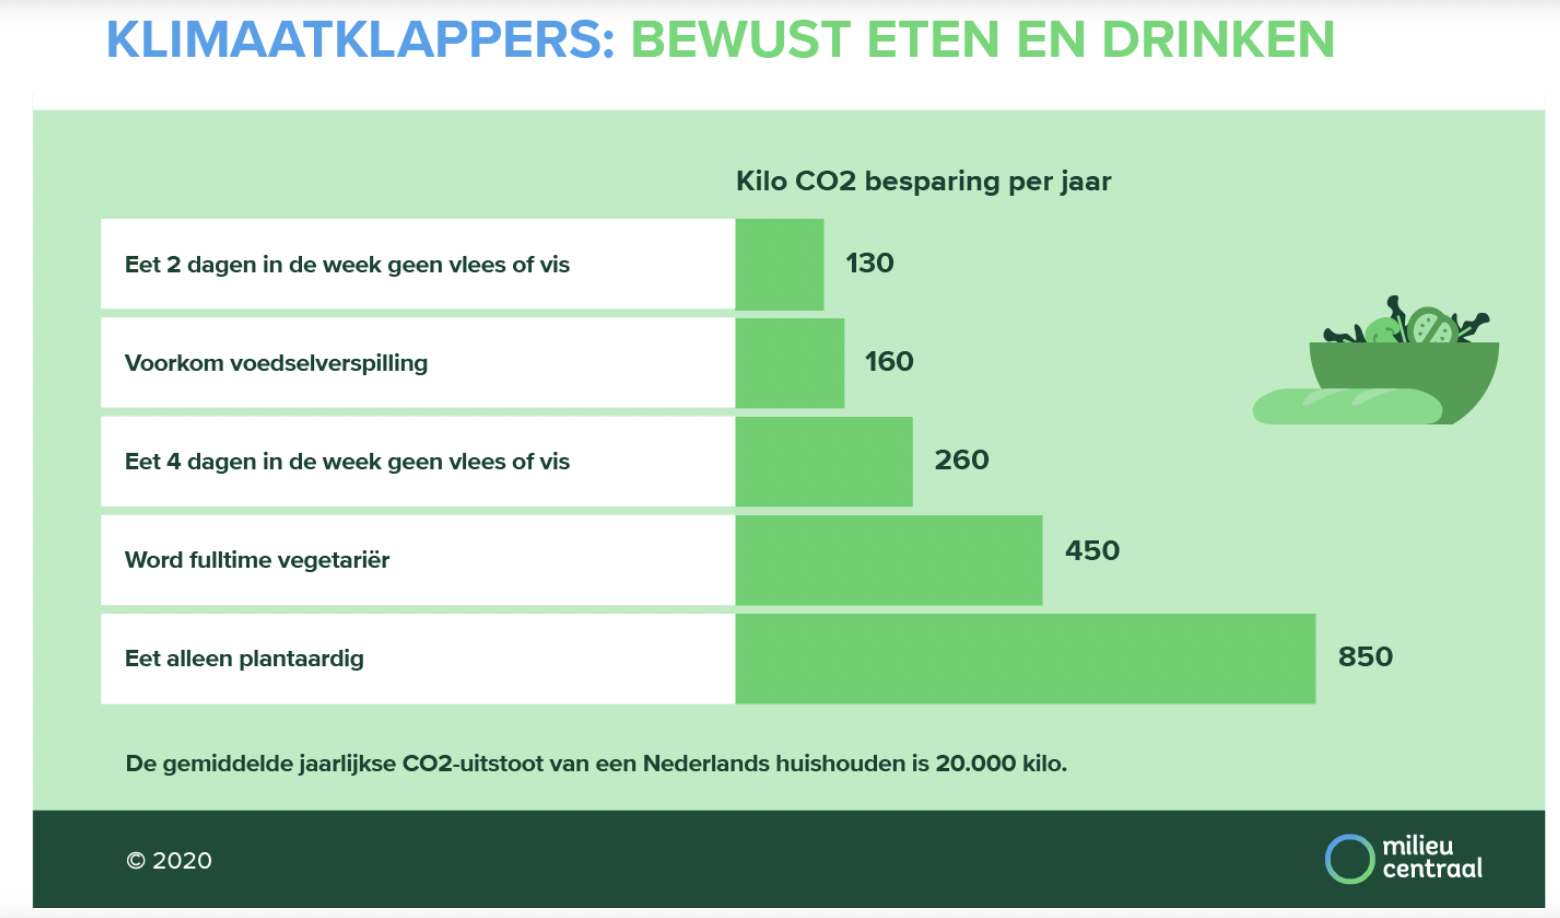 KLIMAATKLAPPERS: BEWUST ETEN EN DRINKEN
Kilo CO2 besparing per jaar
Eet 2 dagen in de week geen vlees of vis 130
Voorkom voedselverspilling 160
Eet 4 dagen in de week geen vlees of vis 260
Word fulltime vegetariër 450
Eet alleen plantaardig 850
De gemiddelde jaarlijkse CO2-uitstoot van een Nederlands huishouden is 20.000 kilo.
© 2020
milieu
centraal